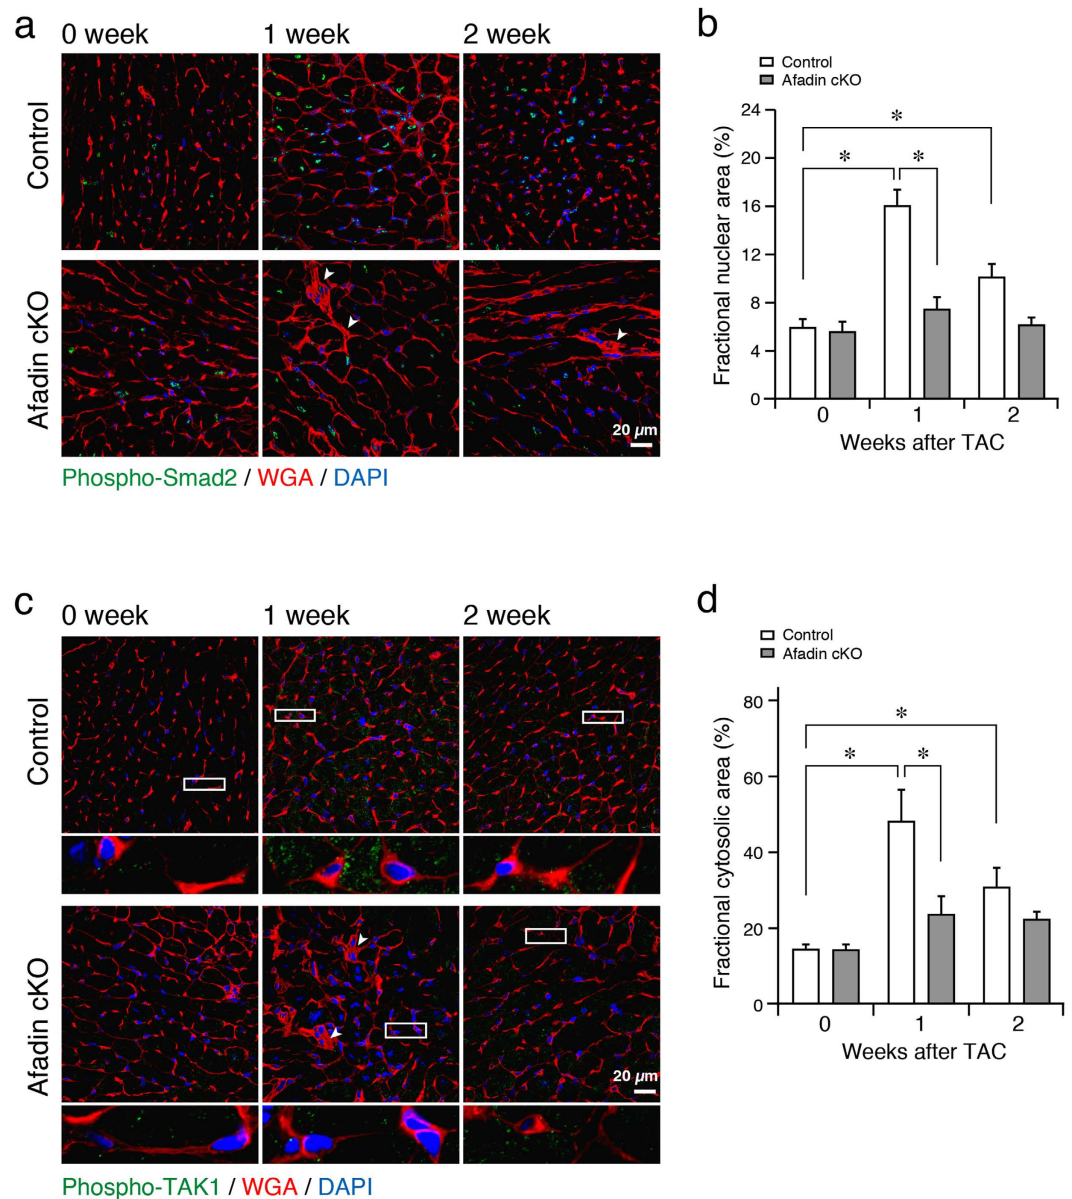 a
0 week 1 week 2 week
Control
Afadin cKO
20 µm
Phospho-Smad2 / WGA / DAPI
b
Control
Afadin cKO
Fractional nuclear area (%)
24
20
16
12
8
4
0
* * *
0 1 2
Weeks after TAC
c
0 week 1 week 2 week
Control
Afadin cKO
20 µm
Phospho-TAK1 / WGA / DAPI
d
Control
Afadin cKO
Fractional cytosolic area (%)
80
60
40
20
0
* * *
0 1 2
Weeks after TAC